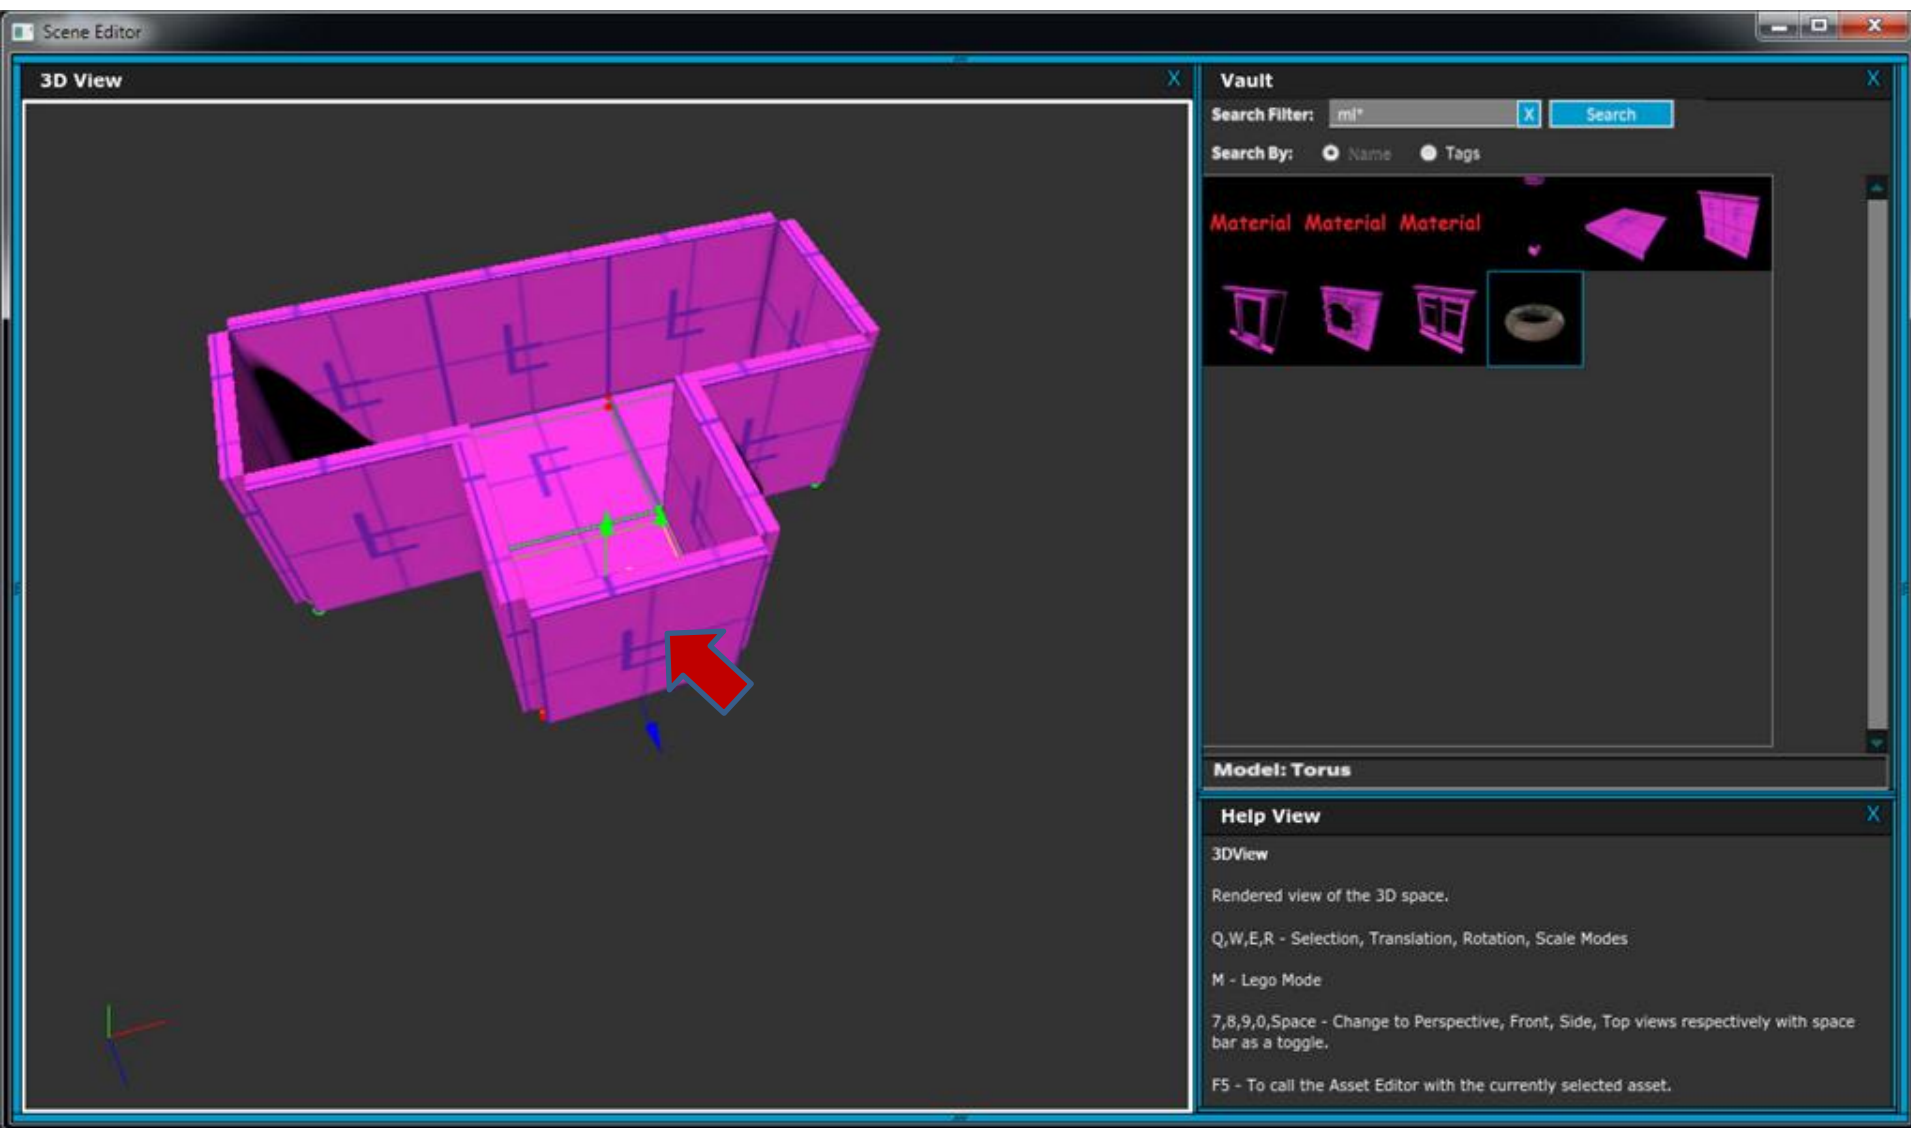 Scene Editor
3D View X
Vault X
Search Filter: ml* X Search
Search By: Name Tags
Material Material Material
Model: Torus
Help View X
3DView
Rendered view of the 3D space.
Q,W,E,R - Selection, Translation, Rotation, Scale Modes
M - Lego Mode
7,8,9,0,Space - Change to Perspective, Front, Side, Top views respectively with space
bar as a toggle.
F5 - To call the Asset Editor with the currently selected asset.